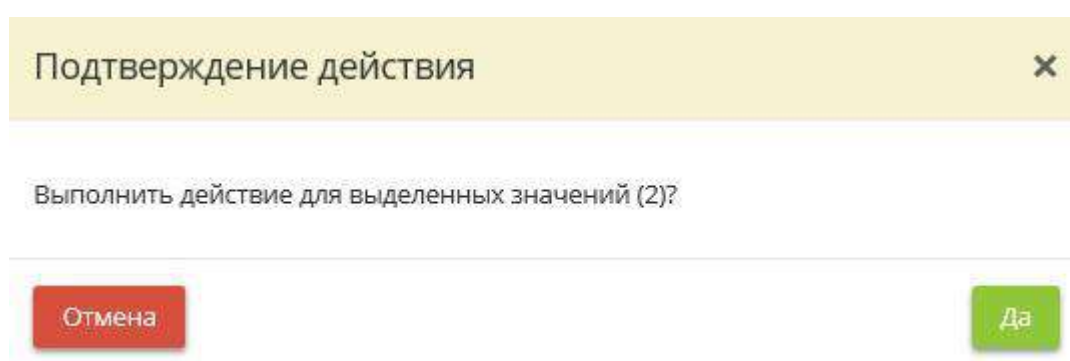 Подтверждение действия
Выполнить действие для выделенных значений (2)?
Отмена
Да